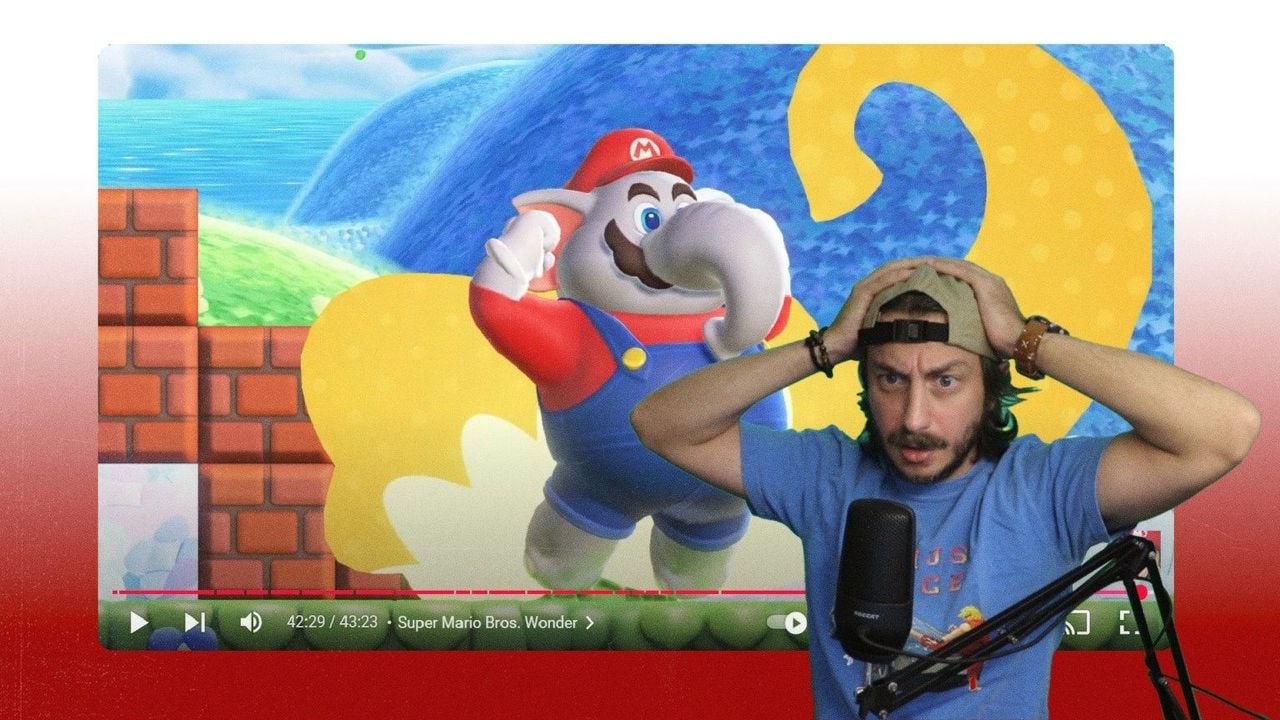 M
42:29 / 43:23 • Super Mario Bros. Wonder >